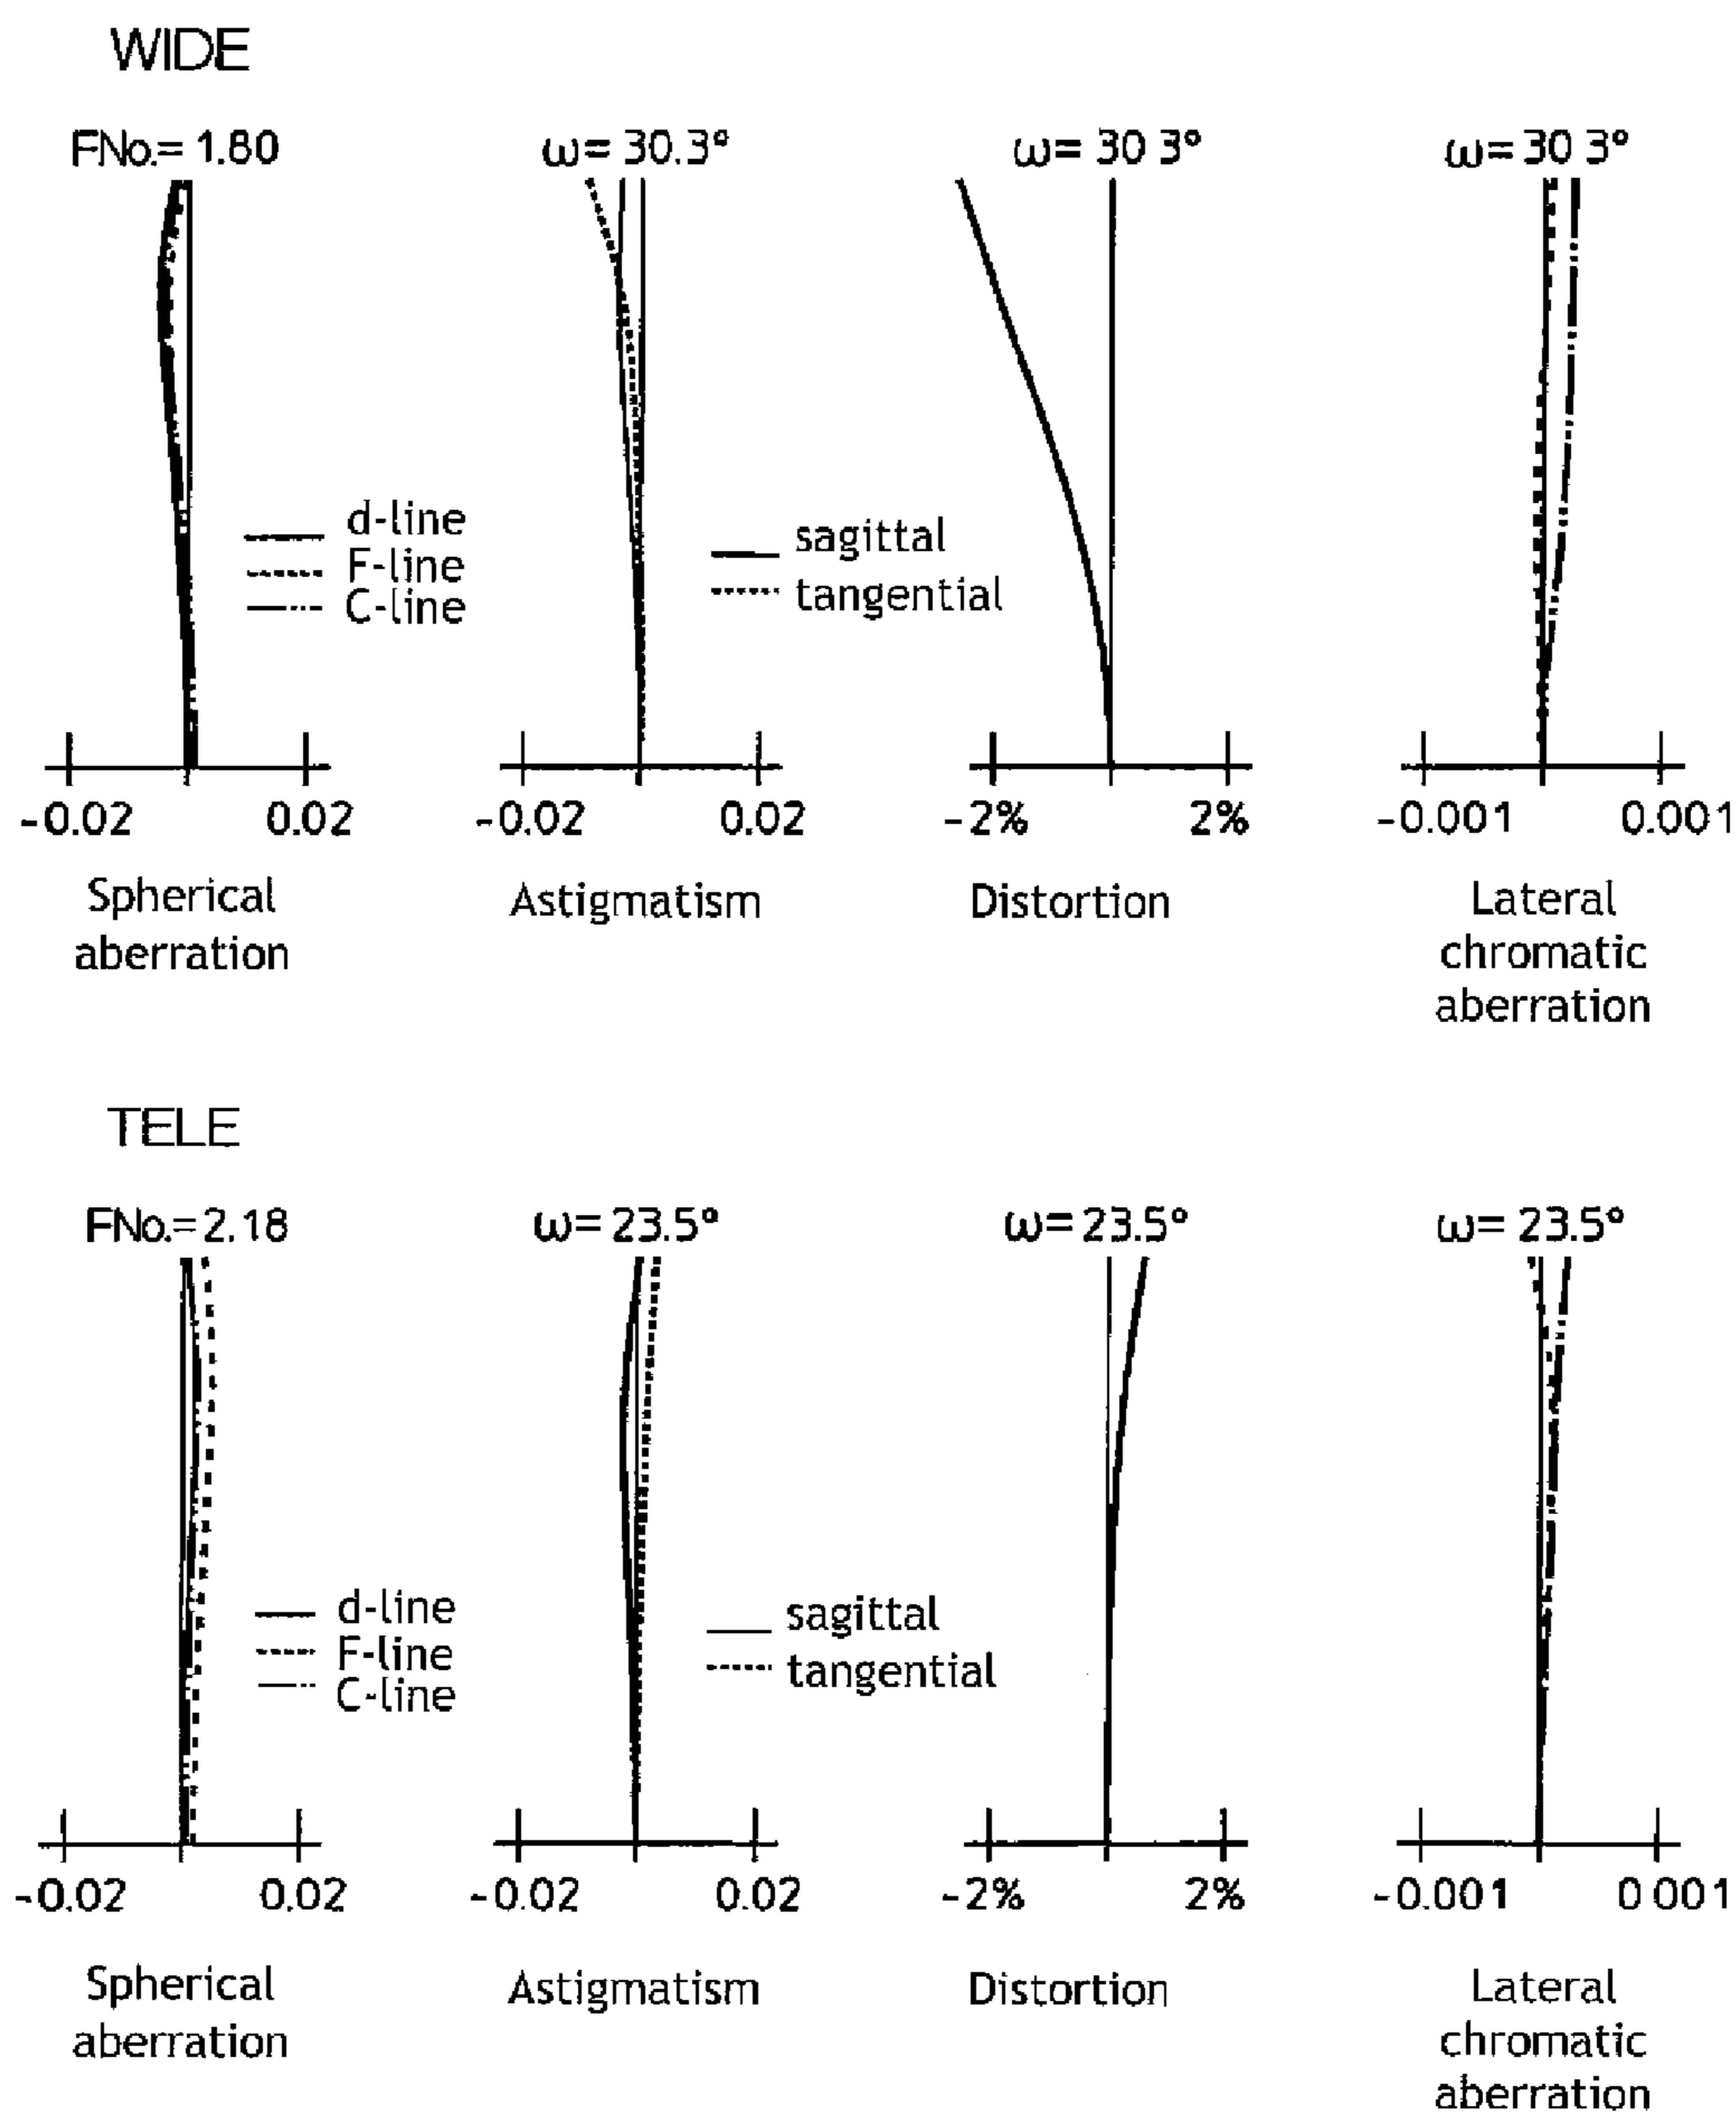 WIDE
FNo.= 1.80
ω= 30.3°
ω= 30 3°
ω= 30 3°
d-line
F-line
C-line
sagittal
tangential
-0.02 0.02
-0.02 0.02
-2% 2%
-0.001 0.001
Spherical
aberration
Astigmatism
Distortion
Lateral
chromatic
aberration
TELE
FNo.=2.18
ω= 23.5°
ω= 23.5°
ω= 23.5°
d-line
F-line
C-line
sagittal
tangential
-0.02 0.02
-0.02 0.02
-2% 2%
-0.001 0 001
Spherical
aberration
Astigmatism
Distortion
Lateral
chromatic
aberration